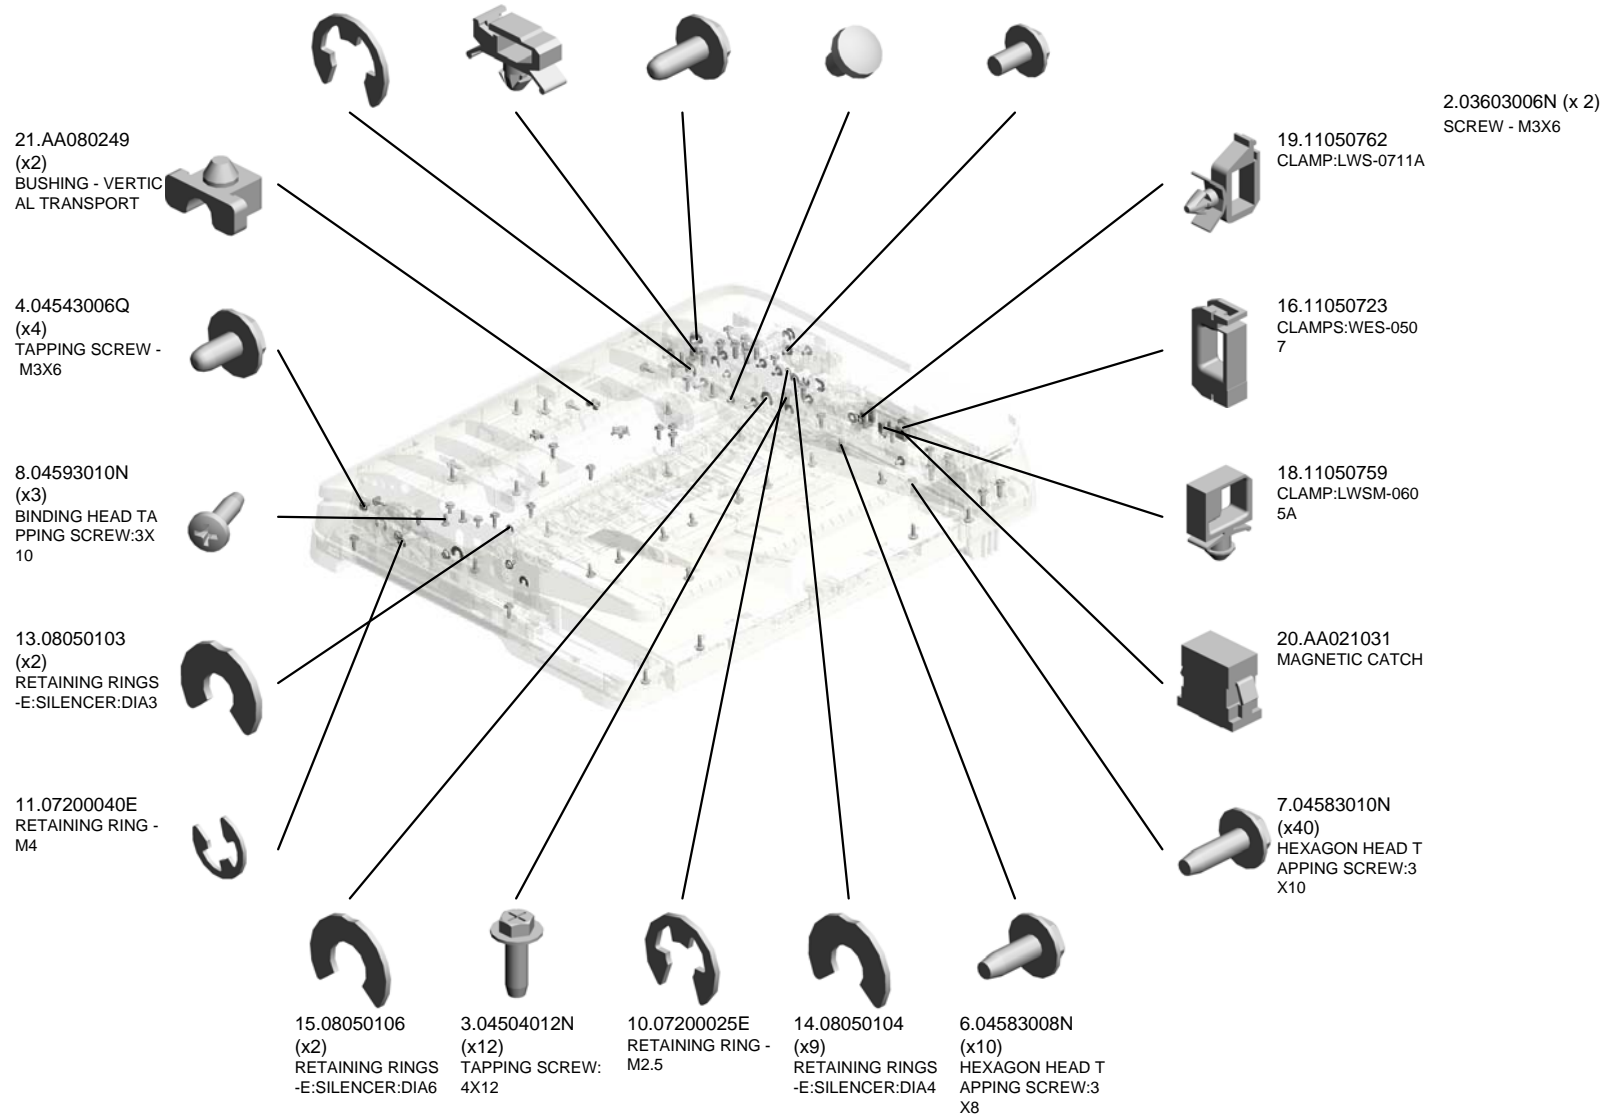 2.03603006N (x 2)
SCREW - M3X6
21.AA080249
(x2)
BUSHING - VERTIC
AL TRANSPORT
19.11050762
CLAMP:LWS-0711A
4.04543006Q
(x4)
TAPPING SCREW -
M3X6
16.11050723
CLAMPS:WES-050
7
8.04593010N
(x3)
BINDING HEAD TA
PPING SCREW:3X
10
18.11050759
CLAMP:LWSM-060
5A
13.08050103
(x2)
RETAINING RINGS
-E:SILENCER:DIA3
20.AA021031
MAGNETIC CATCH
11.07200040E
RETAINING RING -
M4
7.04583010N
(x40)
HEXAGON HEAD T
APPING SCREW:3
X10
15.08050106
(x2)
RETAINING RINGS
-E:SILENCER:DIA6
3.04504012N
(x12)
TAPPING SCREW:
4X12
10.07200025E
RETAINING RING -
M2.5
14.08050104
(x9)
RETAINING RINGS
-E:SILENCER:DIA4
6.04583008N
(x10)
HEXAGON HEAD T
APPING SCREW:3
X8